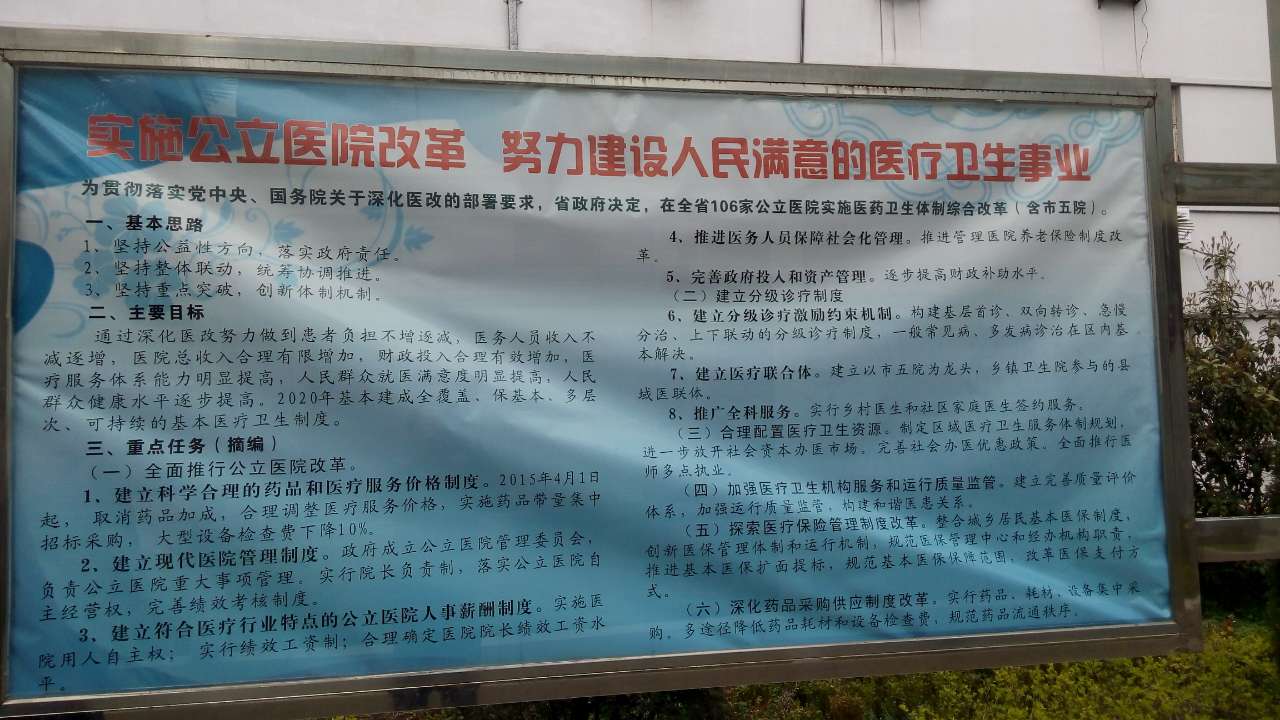 实施公立医院改革 努力建设人民满意的医疗卫生事业
为贯彻落实党中央、国务院关于深化医改的部署要求，省政府决定，在全省106家公立医院实施医药卫生体制综合改革（含市五院）。
一、基本思路
1、坚持公益性方向，落实政府责任。
2、坚持整体联动，统筹协调推进。
3、坚持重点突破，创新体制机制。
二、主要目标
通过深化医改努力做到患者负担不增逐减，医务人员收入不
减逐增，医院总收入合理有限增加，财政投入合理有效增加，医
疗服务体系能力明显提高，人民群众就医满意度明显提高，人民
群众健康水平逐步提高。2020年基本建成全覆盖、保基本、多层
次、可持续的基本医疗卫生制度。
三、重点任务（摘编）
（一）全面推行公立医院改革。
1、建立科学合理的药品和医疗服务价格制度。2015年4月1日
起，取消药品加成，合理调整医疗服务价格，实施药品带量集中
招标采购，大型设备检查费下降10%。
2、建立现代医院管理制度。政府成立公立医院管理委员会，
负责公立医院重大事项管理。实行院长负责制，落实公立医院自
主经营权，完善绩效考核制度。
3、建立符合医疗行业特点的公立医院人事薪酬制度。实施医
院用人自主权；实行绩效工资制；合理确定医院院长绩效工资水
平。
4、推进医务人员保障社会化管理。推进管理医院养老保险制度改
革。
5、完善政府投入和资产管理。逐步提高财政补助水平。
（二）建立分级诊疗制度
6、建立分级诊疗激励约束机制。构建基层首诊、双向转诊、急慢
分治、上下联动的分级诊疗制度，一般常见病、多发病诊治在区内基
本解决。
7、建立医疗联合体。建立以市五院为龙头，乡镇卫生院参与的县
域医联体。
8、推广全科服务。实行乡村医生和社区家庭医生签约服务。
（三）合理配置医疗卫生资源。制定区域医疗卫生服务体制规划，
进一步放开社会资本办医市场。完善社会办医优惠政策。全面推行医
师多点执业。
（四）加强医疗卫生机构服务和运行质量监管。建立完善质量评价
体系，加强运行质量监管，构建和谐医患关系。
（五）探索医疗保险管理制度改革。整合城乡居民基本医保制度，
创新医保管理体制和运行机制，规范医保管理中心和经办机构职责，
推进基本医保扩面提标，规范基本医保保障范围，改革医保支付方
式。
（六）深化药品采购供应制度改革。实行药品、耗材、设备集中采
购。多途径降低药品耗材和设备检查费，规范药品流通秩序。